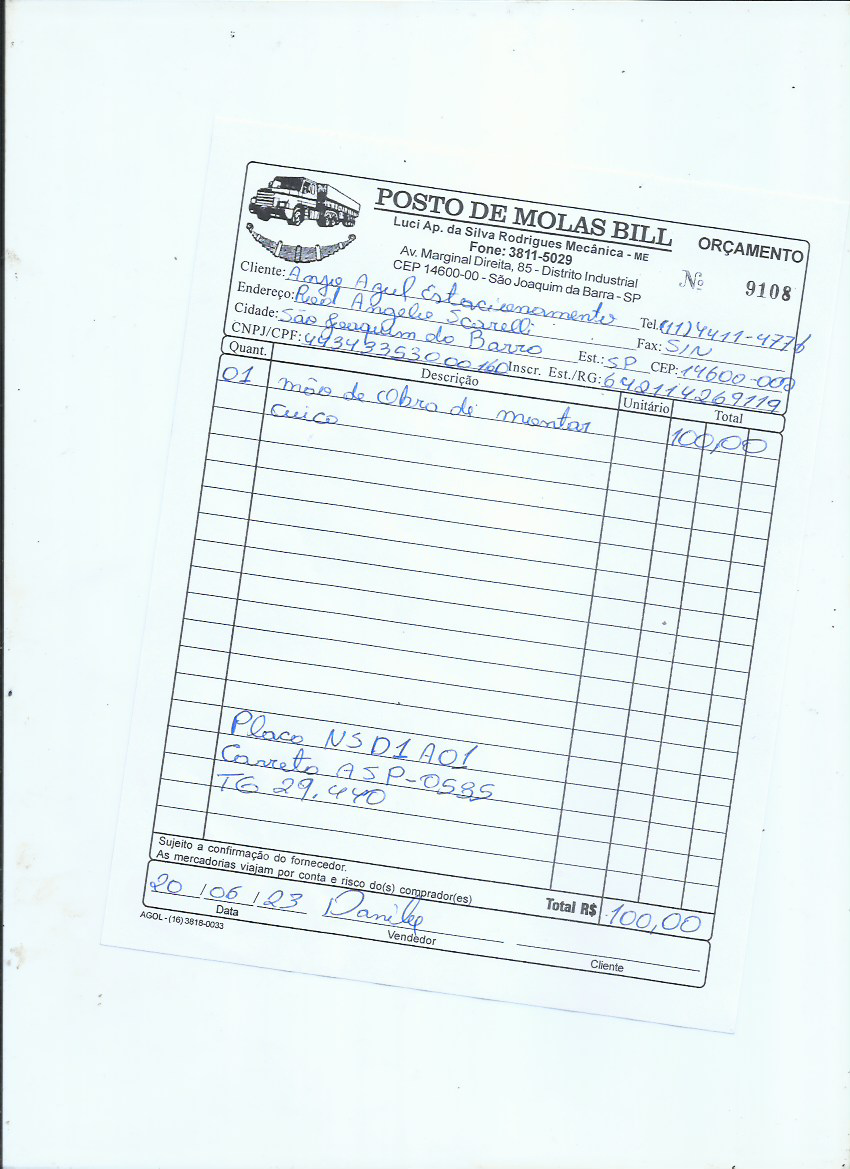 POSTO DE MOLAS BILL
ORÇAMENTO
Luci Ap. da Silva Rodrigues Mecânica - ME
Fone: 3811-5029
Av. Marginal Direita, 85 - Distrito Industrial
CEP 14600-00 - São Joaquim da Barra - SP
Nº 9108
Cliente: Anjo Azul Estacionamento Tel. (11)4411-4776
Endereço: Angelio Scarelli Fax: S/N
Cidade: São Joaquim do Barro Est.: SP CEP: 14600-000
CNPJ/CPF: Inscr. Est./RG: 642114269119
Quant. Descrição Unitário Total
01 mão de Obra de montar 100,00
cuico
Placa NSD1A01
Carreta ASP-0585
TG 29.440
Sujeito a confirmação do fornecedor.
As mercadorias viajam por conta e risco do(s) comprador(es)
20/06/23 Total R$ 100,00
Data Vendedor Cliente
AGOL - (16) 3818-0033